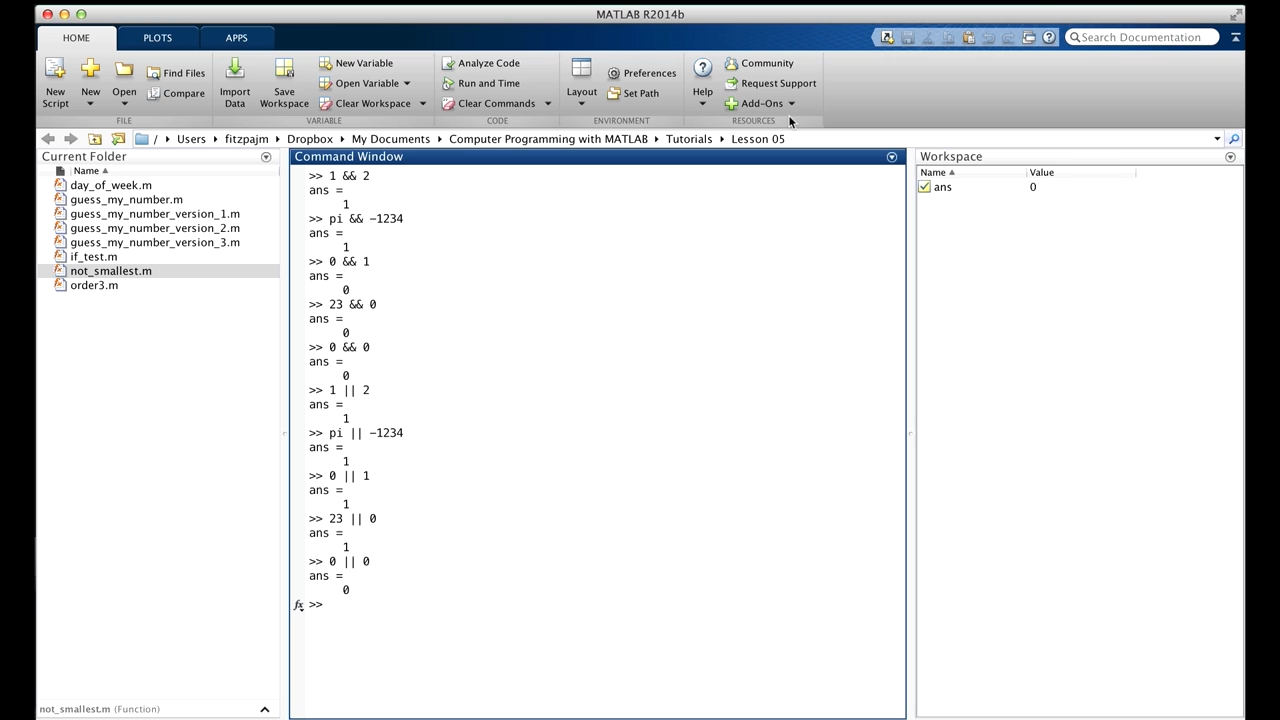 MATLAB R2014b
HOME PLOTS APPS
Search Documentation
New Script
New
Open
Find Files
Compare
FILE
Import Data
Save Workspace
New Variable
Open Variable
Clear Workspace
VARIABLE
Analyze Code
Run and Time
Clear Commands
CODE
Layout
Preferences
Set Path
ENVIRONMENT
Help
Community
Request Support
Add-Ons
RESOURCES
/ Users fitzpajm Dropbox My Documents Computer Programming with MATLAB Tutorials Lesson 05
Current Folder
Name
day_of_week.m
guess_my_number.m
guess_my_number_version_1.m
guess_my_number_version_2.m
guess_my_number_version_3.m
if_test.m
not_smallest.m
order3.m
not_smallest.m (Function)
Command Window
>> 1 && 2
ans =
1
>> pi && -1234
ans =
1
>> 0 && 1
ans =
0
>> 23 && 0
ans =
0
>> 0 && 0
ans =
0
>> 1 || 2
ans =
1
>> pi || -1234
ans =
1
>> 0 || 1
ans =
1
>> 23 || 0
ans =
1
>> 0 || 0
ans =
0
fx >>
Workspace
Name Value
ans 0